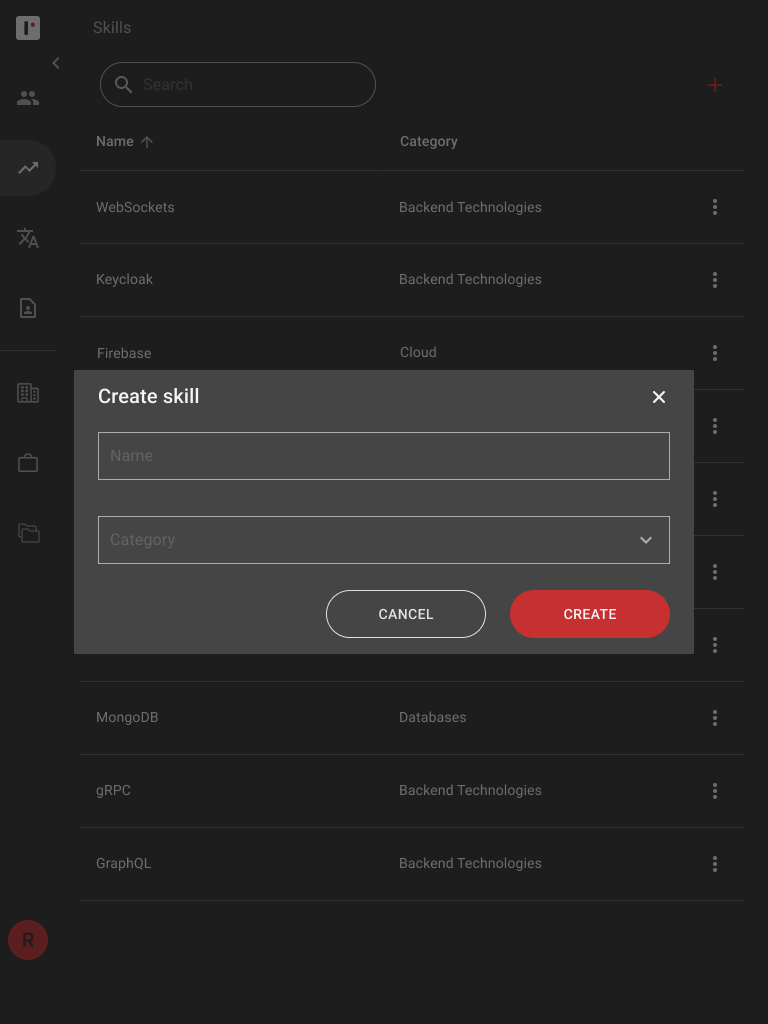 Skills
Search
Name Category
WebSockets Backend Technologies
Keycloak Backend Technologies
Firebase Cloud
Create skill
Name
Category
CANCEL CREATE
MongoDB Databases
gRPC Backend Technologies
GraphQL Backend Technologies
R